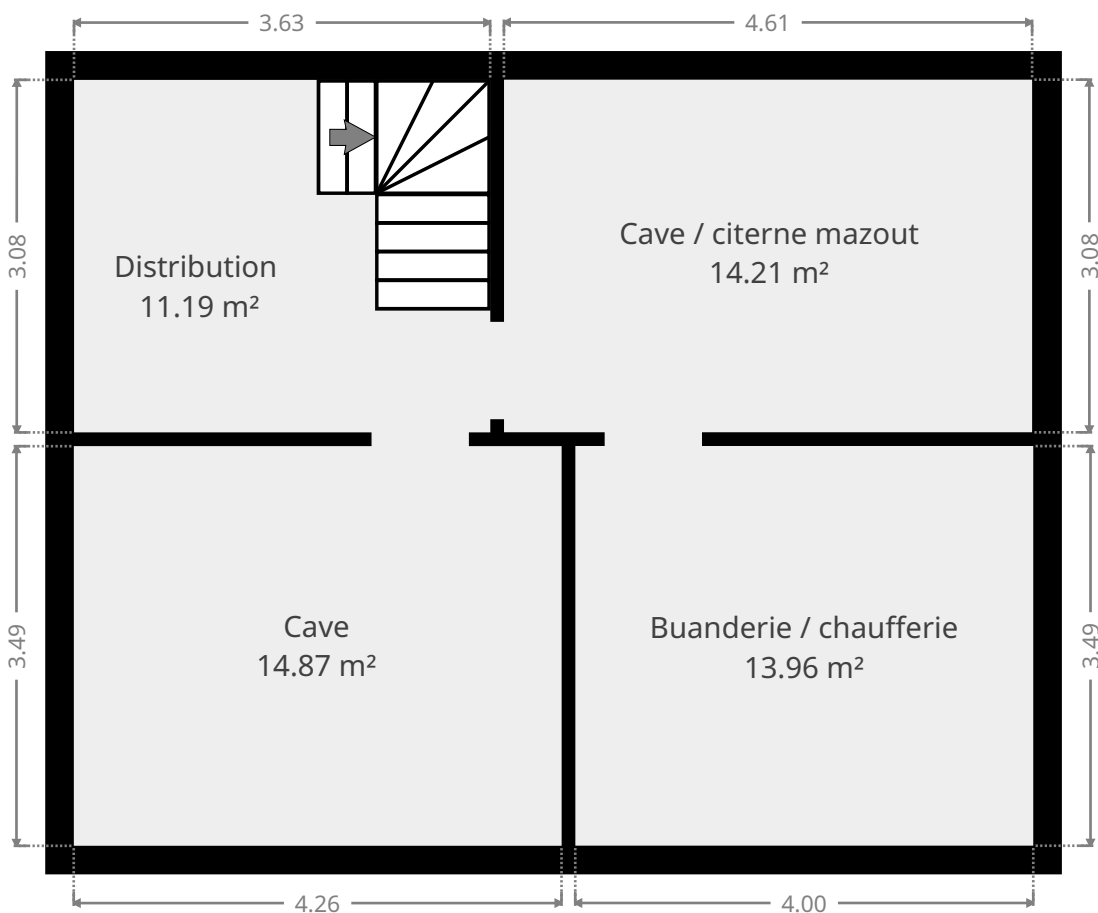 3.63
4.61
3.08
3.08
Distribution
11.19 m²
Cave / citerne mazout
14.21 m²
3.49
3.49
Cave
14.87 m²
Buanderie / chaufferie
13.96 m²
4.26
4.00